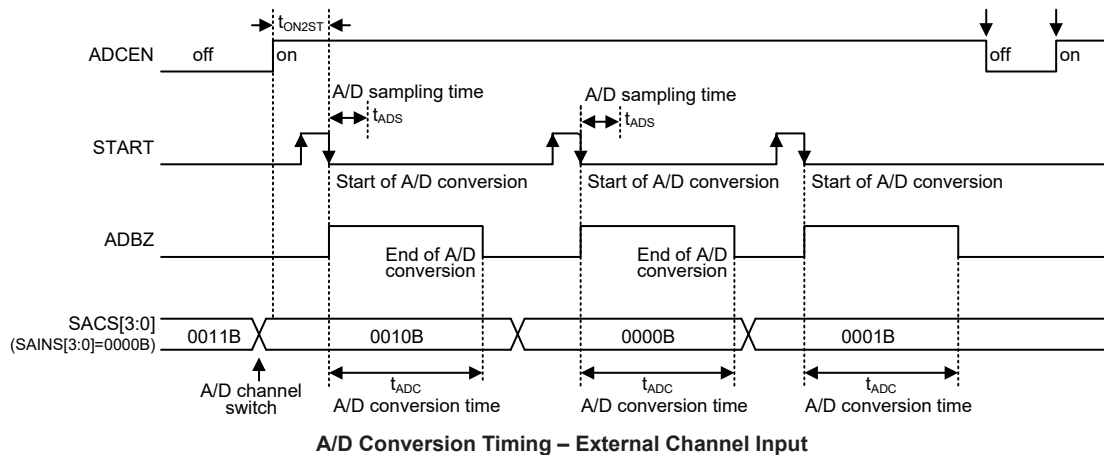 tON2ST
ADCEN
off
on
off
on
A/D sampling time
tADS
A/D sampling time
tADS
START
Start of A/D conversion
Start of A/D conversion
Start of A/D conversion
ADBZ
End of A/D
conversion
End of A/D
conversion
SACS[3:0]
(SAINS[3:0]=0000B)
0011B
0010B
0000B
0001B
A/D channel
switch
tADC
A/D conversion time
tADC
A/D conversion time
tADC
A/D conversion time
A/D Conversion Timing – External Channel Input